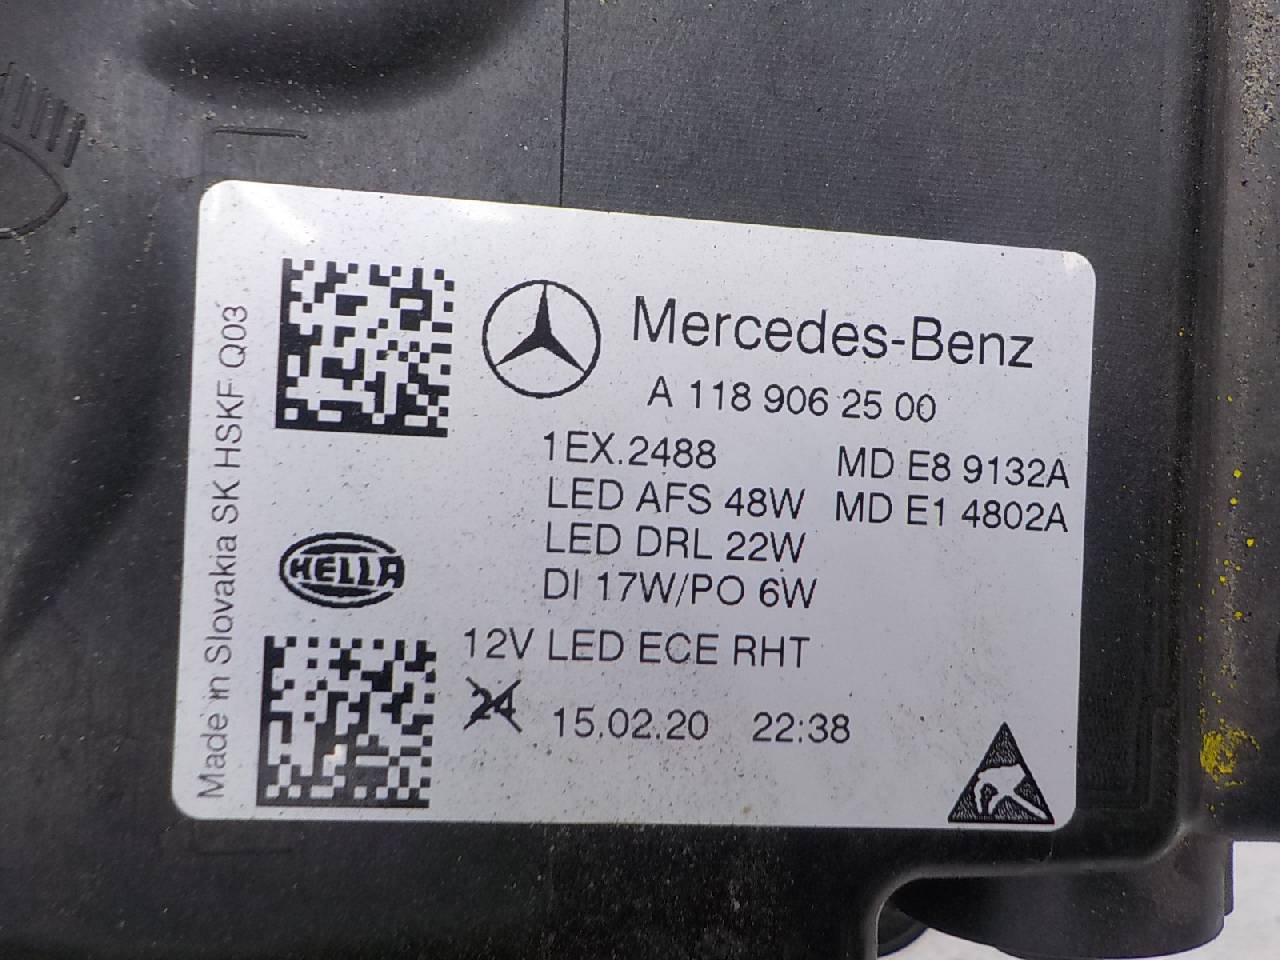 Made in Slovakia SK HSKF Q03
Mercedes-Benz
A 118 906 25 00
1EX.2488 MD E8 9132A
LED AFS 48W MD E1 4802A
LED DRL 22W
DI 17W/PO 6W
HELLA
12V LED ECE RHT
24 15.02.20 22:38